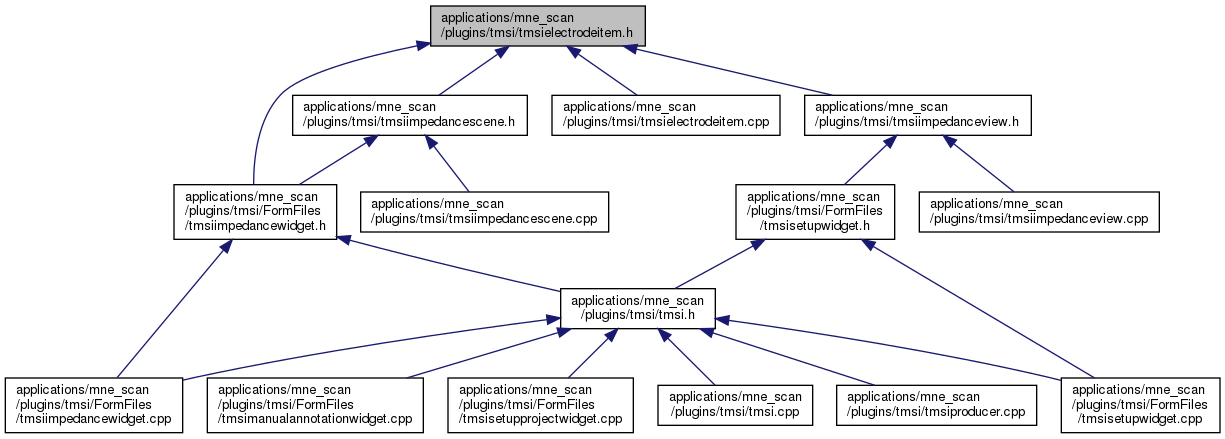 applications/mne_scan
/plugins/tmsi/tmsielectrodeitem.h
applications/mne_scan
/plugins/tmsi/tmsiimpedancescene.h
applications/mne_scan
/plugins/tmsi/tmsielectrodeitem.cpp
applications/mne_scan
/plugins/tmsi/tmsiimpedanceview.h
applications/mne_scan
/plugins/tmsi/FormFiles
/tmsiimpedancewidget.h
applications/mne_scan
/plugins/tmsi/tmsiimpedancescene.cpp
applications/mne_scan
/plugins/tmsi/FormFiles
/tmsisetupwidget.h
applications/mne_scan
/plugins/tmsi/tmsiimpedanceview.cpp
applications/mne_scan
/plugins/tmsi/tmsi.h
applications/mne_scan
/plugins/tmsi/FormFiles
/tmsiimpedancewidget.cpp
applications/mne_scan
/plugins/tmsi/FormFiles
/tmsimanualannotationwidget.cpp
applications/mne_scan
/plugins/tmsi/FormFiles
/tmsisetupprojectwidget.cpp
applications/mne_scan
/plugins/tmsi/tmsi.cpp
applications/mne_scan
/plugins/tmsi/tmsiproducer.cpp
applications/mne_scan
/plugins/tmsi/FormFiles
/tmsisetupwidget.cpp